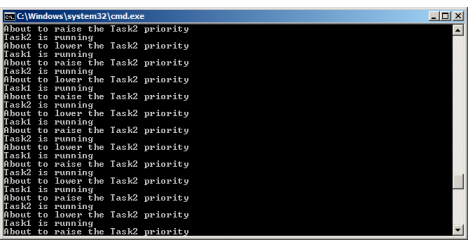 C:\Windows\system32\cmd.exe
About to raise the Task2 priority
Task2 is running
About to lower the Task2 priority
Task1 is running
About to raise the Task2 priority
Task2 is running
About to lower the Task2 priority
Task1 is running
About to raise the Task2 priority
Task2 is running
About to lower the Task2 priority
Task1 is running
About to raise the Task2 priority
Task2 is running
About to lower the Task2 priority
Task1 is running
About to raise the Task2 priority
Task2 is running
About to lower the Task2 priority
Task1 is running
About to raise the Task2 priority
Task2 is running
About to lower the Task2 priority
Task1 is running
About to raise the Task2 priority